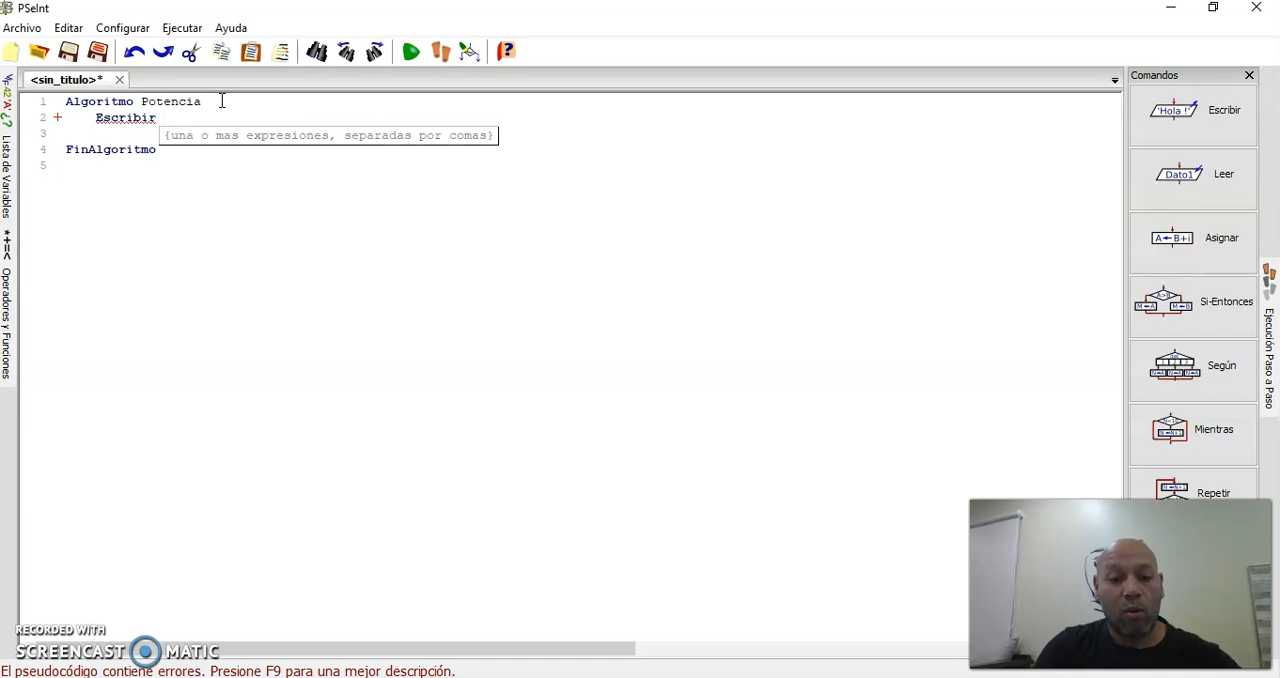 PSeInt
Archivo Editar Configurar Ejecutar Ayuda
<sin_titulo>*
Comandos
1 Algoritmo Potencia
2 Escribir
{una o mas expresiones, separadas por comas}
3
4 FinAlgoritmo
5
Lista de Variables
Operadores y Funciones
'Hola !' Escribir
Dato1 Leer
A←B+i Asignar
Si-Entonces
Según
Mientras
Repetir
Ejecución Paso a Paso
RECORDED WITH
SCREENCAST MATIC
El pseudocódigo contiene errores. Presione F9 para una mejor descripción.